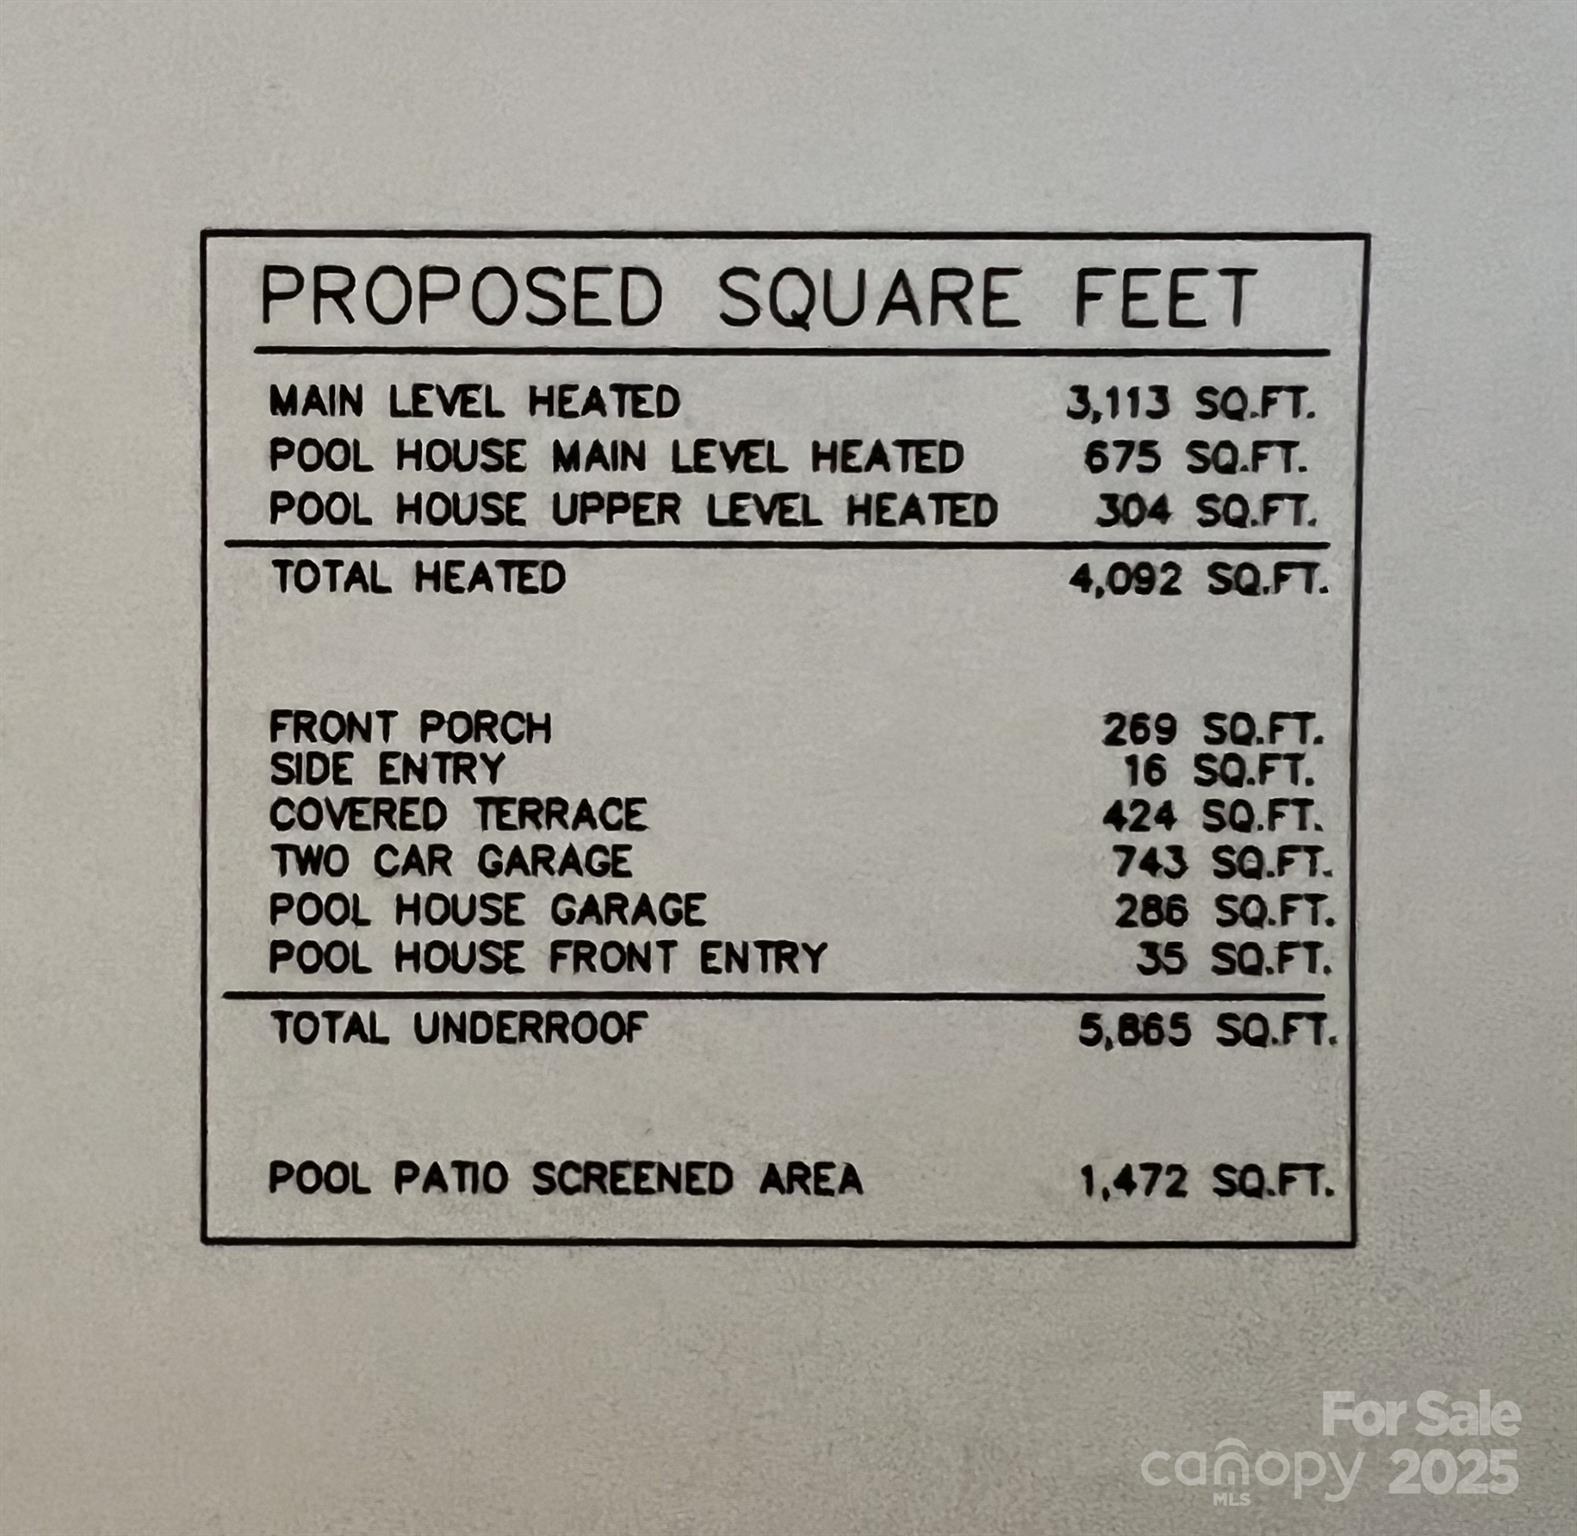 PROPOSED SQUARE FEET
MAIN LEVEL HEATED 3,113 SQ.FT.
POOL HOUSE MAIN LEVEL HEATED 675 SQ.FT.
POOL HOUSE UPPER LEVEL HEATED 304 SQ.FT.
TOTAL HEATED 4,092 SQ.FT.
FRONT PORCH 269 SQ.FT.
SIDE ENTRY 16 SQ.FT.
COVERED TERRACE 424 SQ.FT.
TWO CAR GARAGE 743 SQ.FT.
POOL HOUSE GARAGE 286 SQ.FT.
POOL HOUSE FRONT ENTRY 35 SQ.FT.
TOTAL UNDERROOF 5,865 SQ.FT.
POOL PATIO SCREENED AREA 1,472 SQ.FT.
For Sale
canopy 2025
MLS